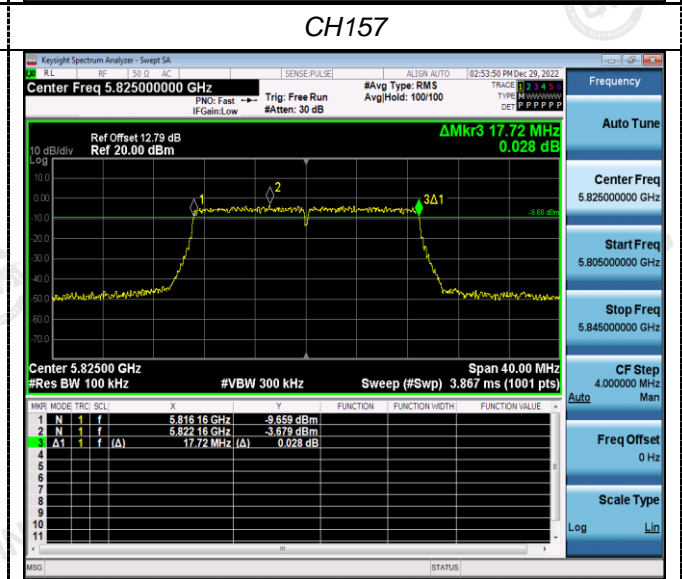 CH157
Keysight Spectrum Analyzer - Swept SA
RL RF 50 Ω AC SENSE:PULSE ALIGN AUTO 02:53:50 PM Dec 29, 2022
Center Freq 5.825000000 GHz
PNO: Fast
IFGain:Low
Trig: Free Run
#Atten: 30 dB
#Avg Type: RMS
Avg|Hold: 100/100
TRACE 1 2 3 4 5 6
TYPE M W W W W W
DET P P P P P P
Ref Offset 12.79 dB
Ref 20.00 dBm
10 dB/div
Log
ΔMkr3 17.72 MHz
0.028 dB
10.0
0.00
-10.0
-20.0
-30.0
-40.0
-50.0
-60.0
-70.0
1
2
3Δ1
-9.68 dBm
Center 5.82500 GHz Span 40.00 MHz
#Res BW 100 kHz #VBW 300 kHz Sweep (#Swp) 3.867 ms (1001 pts)
MKR MODE TRC SCL X Y FUNCTION FUNCTION WIDTH FUNCTION VALUE
1 N 1 f 5.816 16 GHz -9.659 dBm
2 N 1 f 5.822 16 GHz -3.679 dBm
3 Δ1 1 f (Δ) 17.72 MHz (Δ) 0.028 dB
4
5
6
7
8
9
10
11
MSG STATUS
Frequency
Auto Tune
Center Freq
5.825000000 GHz
Start Freq
5.805000000 GHz
Stop Freq
5.845000000 GHz
CF Step
4.000000 MHz
Auto Man
Freq Offset
0 Hz
Scale Type
Log Lin